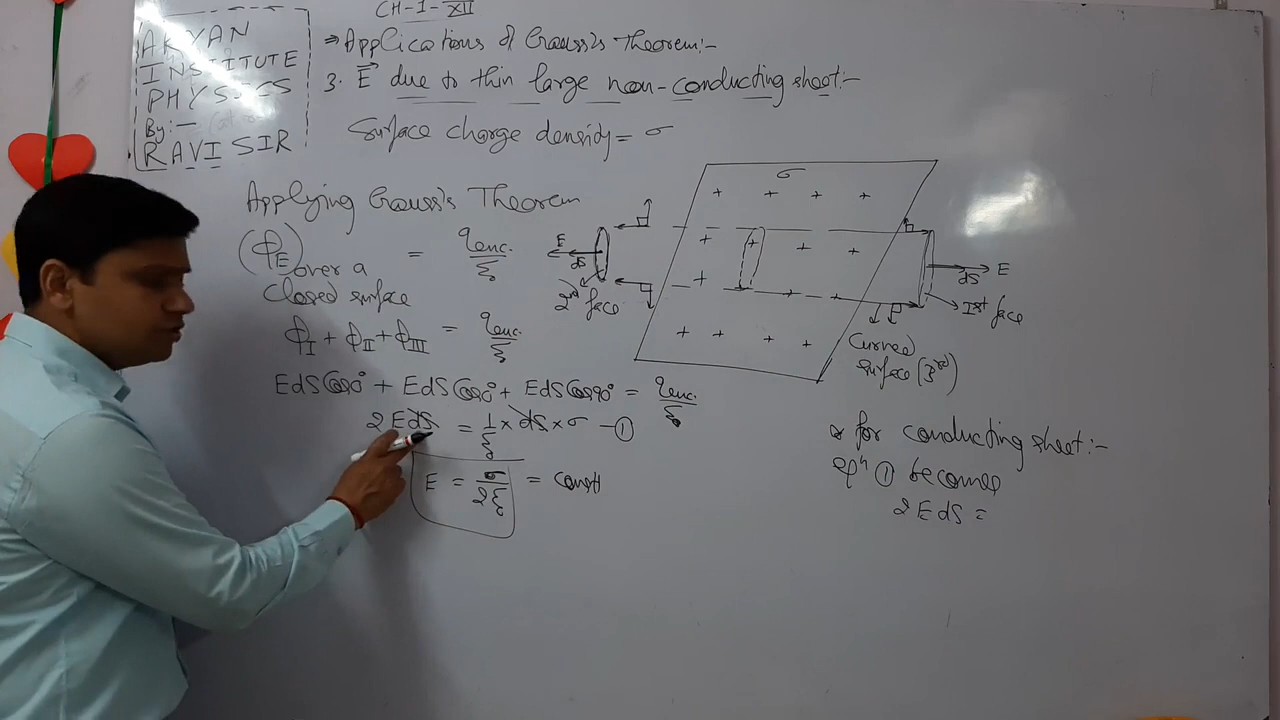 CH-I-XII
ARYAN
INSTITUTE
PHYSICS
By:-
RAVI SIR
⇒ Applications of Gauss's Theorem:-
3. E⃗ due to thin large non-conducting sheet:-
Surface charge density = σ
Applying Gauss's Theorem
(ϕE) over a closed surface = qenc./ε₀
ϕI + ϕII + ϕIII = qenc./ε₀
EdS Cos0° + EdS Cos0° + EdS Cos90° = qenc./ε₀
2EdS = 1/ε₀ × dS × σ —①
E = σ/2ε₀ = const
σ
+ + + +
+ + + +
+ + +
+ + + +
E
dS
2nd face
E
dS
Ist face
Curved
surface (3rd)
* for conducting sheet:-
eqn ① becomes
2EdS =